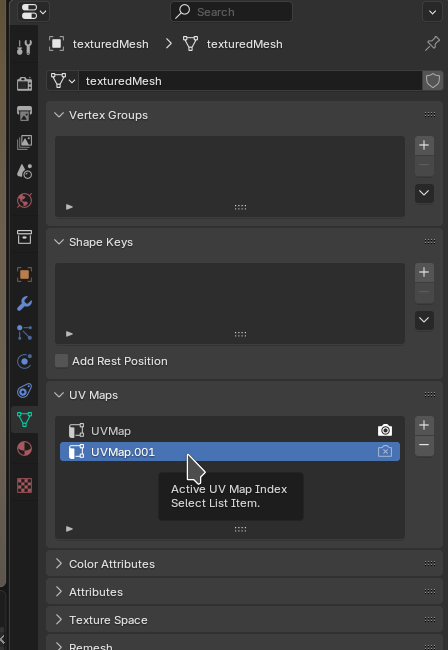 Search
texturedMesh texturedMesh
texturedMesh
Vertex Groups
Shape Keys
Add Rest Position
UV Maps
UVMap
UVMap.001
Active UV Map Index
Select List Item.
Color Attributes
Attributes
Texture Space
Remesh